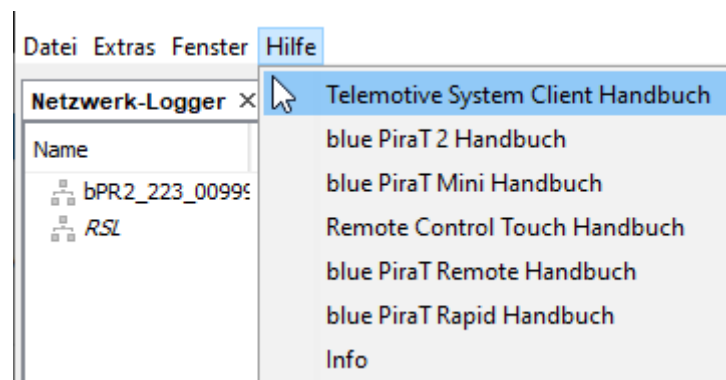 Datei Extras Fenster Hilfe
Netzwerk-Logger ×
Name
bPR2_223_00999
RSL
Telemotive System Client Handbuch
blue PiraT 2 Handbuch
blue PiraT Mini Handbuch
Remote Control Touch Handbuch
blue PiraT Remote Handbuch
blue PiraT Rapid Handbuch
Info